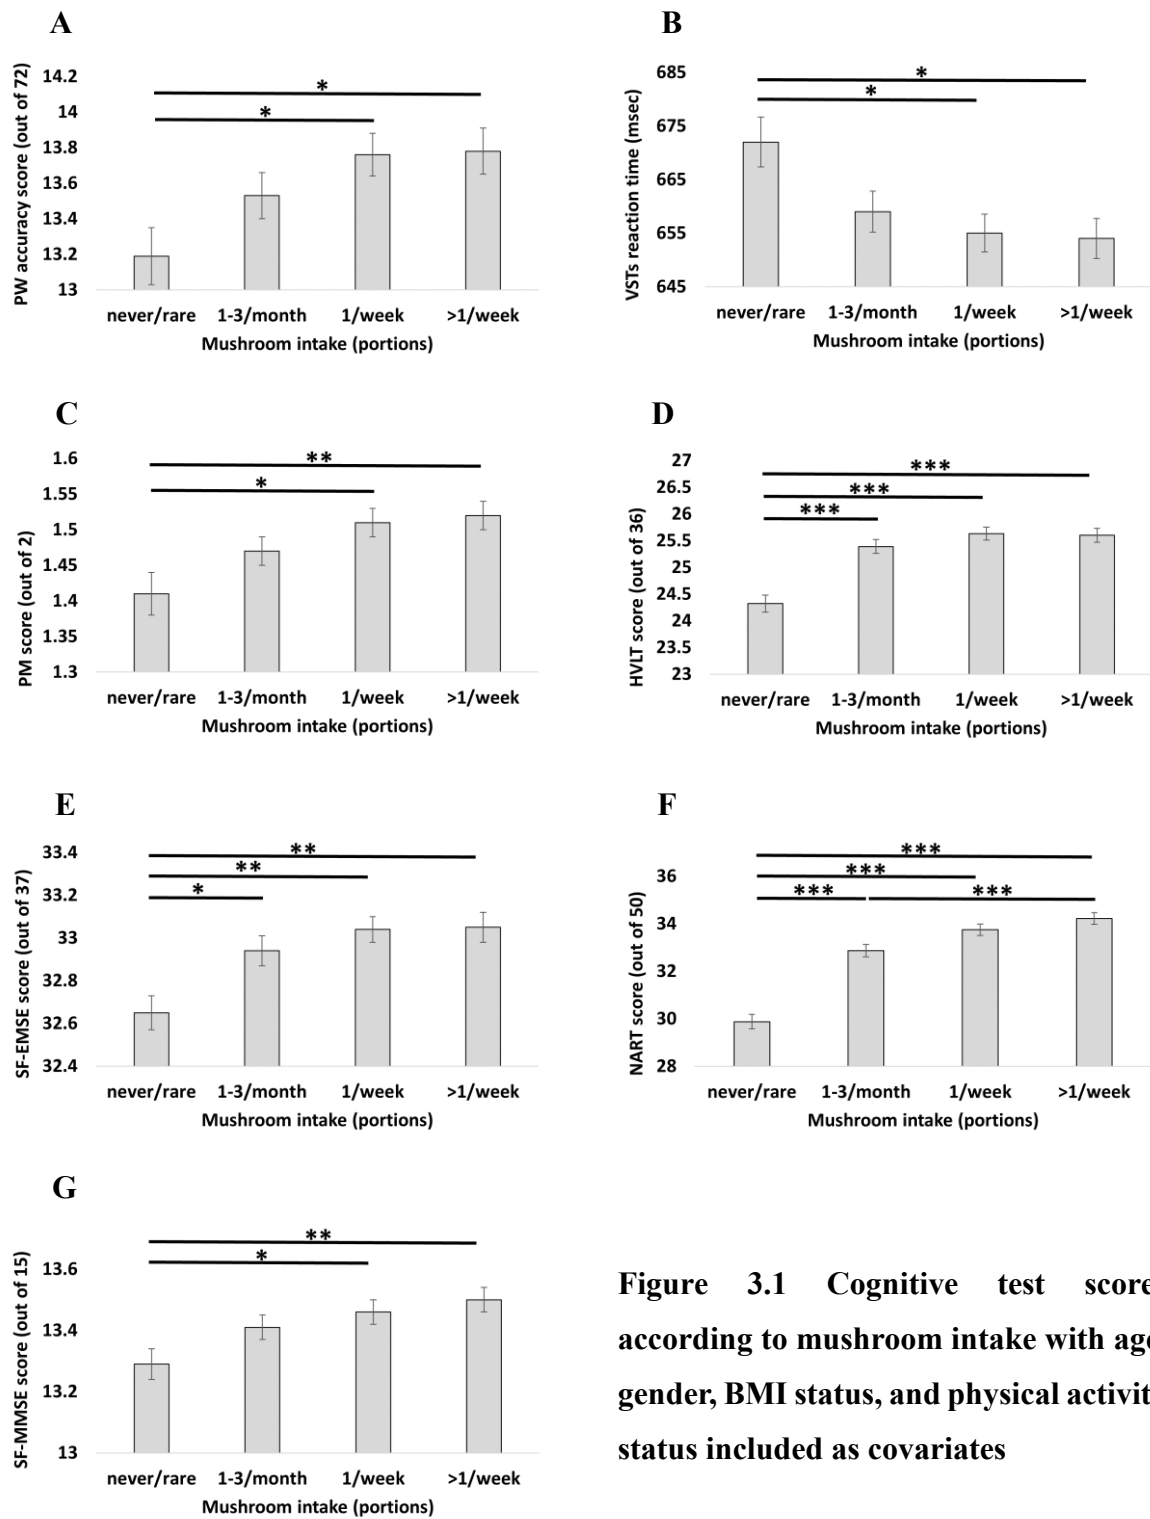 A
PW accuracy score (out of 72)
14.2
14
13.8
13.6
13.4
13.2
13
*
*
never/rare 1-3/month 1/week >1/week
Mushroom intake (portions)
B
VSTs reaction time (msec)
685
675
665
655
645
*
*
never/rare 1-3/month 1/week >1/week
Mushroom intake (portions)
C
PM score (out of 2)
1.6
1.55
1.5
1.45
1.4
1.35
1.3
**
*
never/rare 1-3/month 1/week >1/week
Mushroom intake (portions)
D
HVLT score (out of 36)
27
26.5
26
25.5
25
24.5
24
23.5
23
***
***
***
never/rare 1-3/month 1/week >1/week
Mushroom intake (portions)
E
SF-EMSE score (out of 37)
33.4
33.2
33
32.8
32.6
32.4
**
**
*
never/rare 1-3/month 1/week >1/week
Mushroom intake (portions)
F
NART score (out of 50)
36
34
32
30
28
***
***
*** ***
never/rare 1-3/month 1/week >1/week
Mushroom intake (portions)
G
SF-MMSE score (out of 15)
13.6
13.4
13.2
13
**
*
never/rare 1-3/month 1/week >1/week
Mushroom intake (portions)
Figure 3.1 Cognitive test score
according to mushroom intake with age
gender, BMI status, and physical activit
status included as covariates